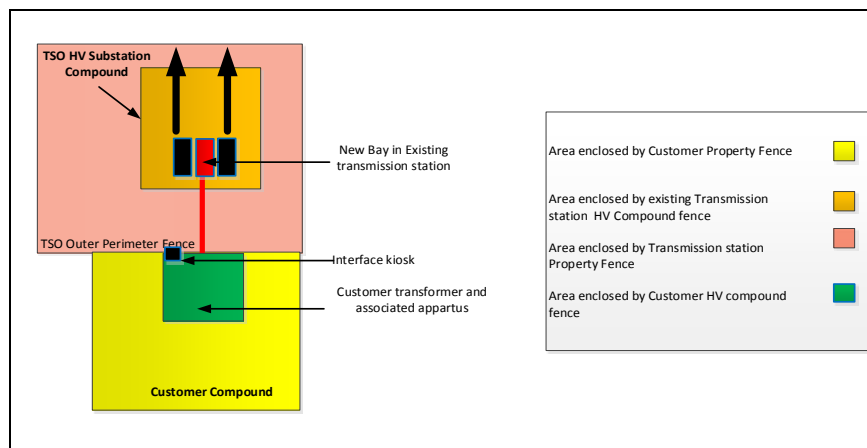 TSO HV Substation
Compound
New Bay in Existing
transmission station
TSO Outer Perimeter Fence
Interface kiosk
Customer transformer and
associated appartus
Customer Compound
Area enclosed by Customer Property Fence
Area enclosed by existing Transmission
station  HV Compound fence
Area enclosed by Transmission station
Property Fence
Area enclosed by Customer HV compound
fence